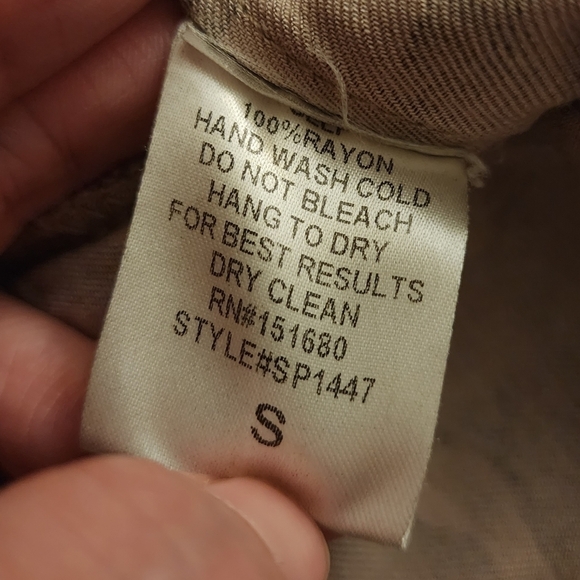 SELF
100%RAYON
HAND WASH COLD
DO NOT BLEACH
HANG TO DRY
FOR BEST RESULTS
DRY CLEAN
RN#151680
STYLE#SP1447
S